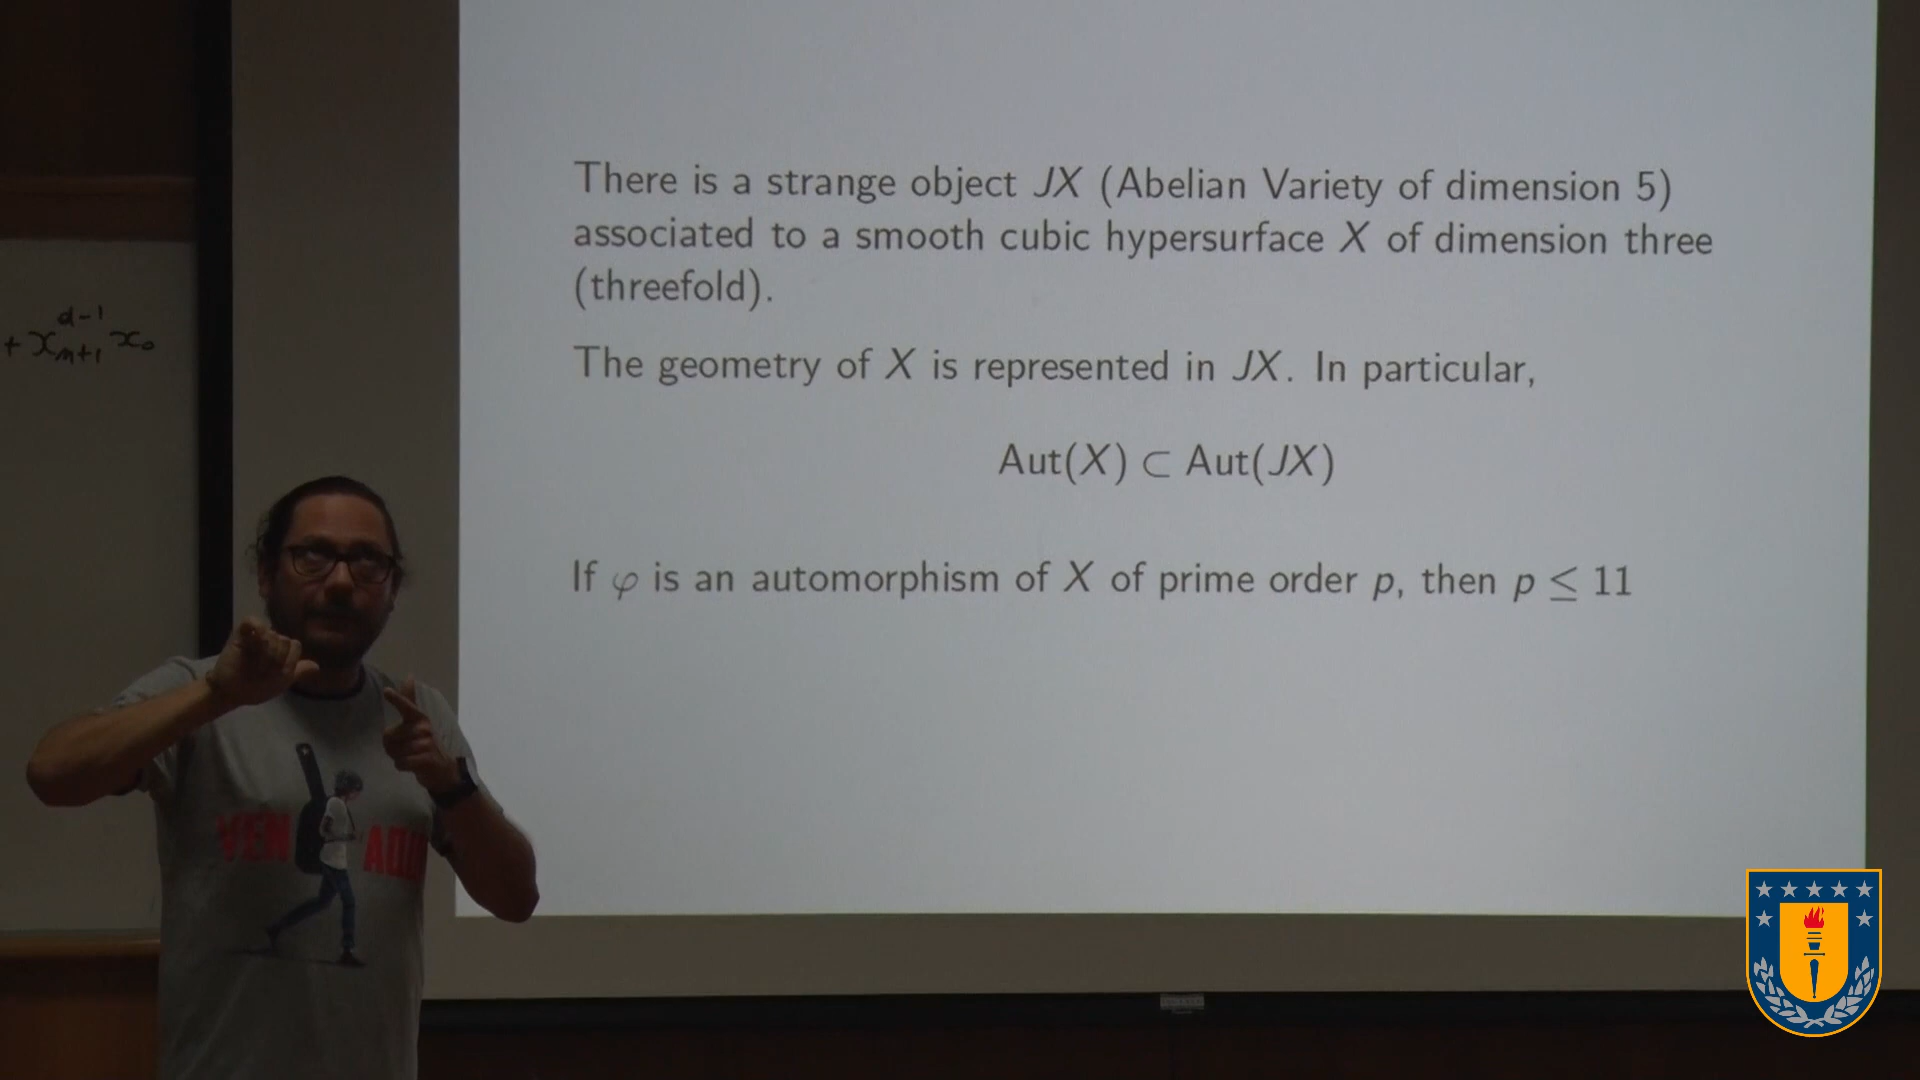 There is a strange object JX (Abelian Variety of dimension 5)
associated to a smooth cubic hypersurface X of dimension three
(threefold).
The geometry of X is represented in JX. In particular,
Aut(X) ⊂ Aut(JX)
If φ is an automorphism of X of prime order p, then p ≤ 11
+ x_{n+1}^{d-1} x_0
VEN